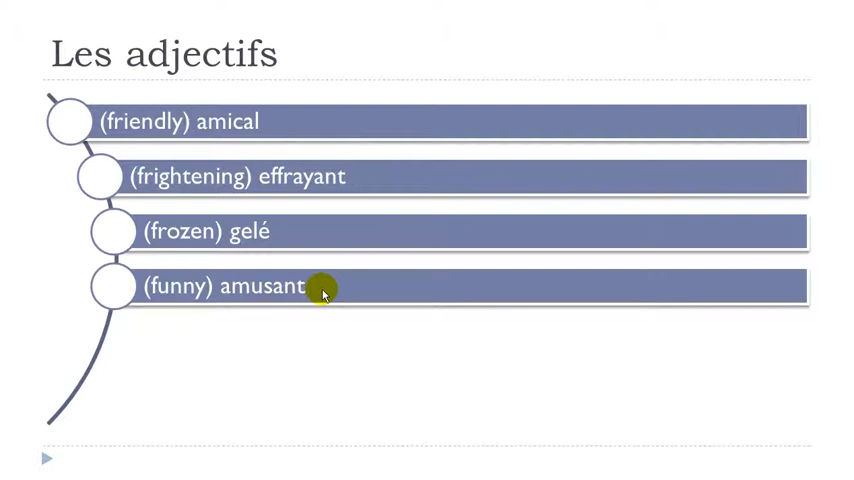 Les adjectifs
(friendly) amical
(frightening) effrayant
(frozen) gelé
(funny) amusant